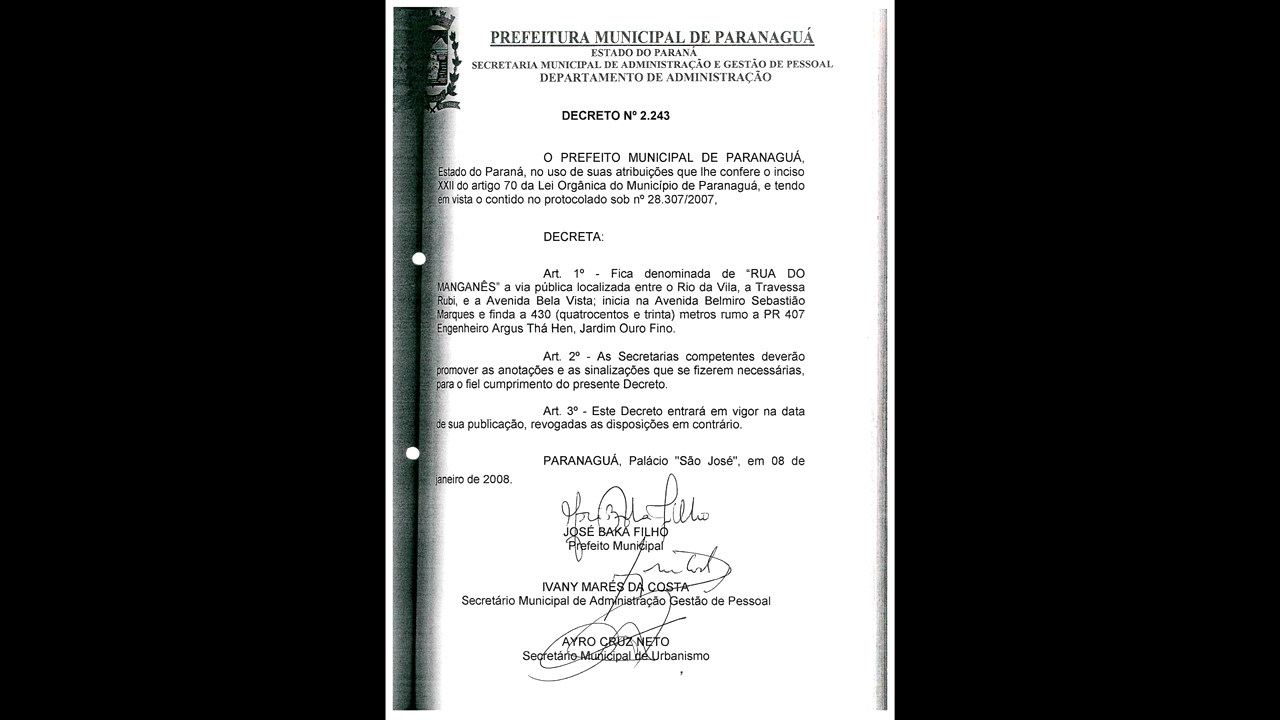 PREFEITURA MUNICIPAL DE PARANAGUÁ
ESTADO DO PARANÁ
SECRETARIA MUNICIPAL DE ADMINISTRAÇÃO E GESTÃO DE PESSOAL
DEPARTAMENTO DE ADMINISTRAÇÃO
DECRETO Nº 2.243
O PREFEITO MUNICIPAL DE PARANAGUÁ,
Estado do Paraná, no uso de suas atribuições que lhe confere o inciso
XXII do artigo 70 da Lei Orgânica do Município de Paranaguá, e tendo
em vista o contido no protocolado sob nº 28.307/2007,
DECRETA:
Art. 1º - Fica denominada de “RUA DO
MANGANÊS” a via pública localizada entre o Rio da Vila, a Travessa
Rubi, e a Avenida Bela Vista; inicia na Avenida Belmiro Sebastião
Marques e finda a 430 (quatrocentos e trinta) metros rumo a PR 407
Engenheiro Argus Thá Hen, Jardim Ouro Fino.
Art. 2º - As Secretarias competentes deverão
promover as anotações e as sinalizações que se fizerem necessárias,
para o fiel cumprimento do presente Decreto.
Art. 3º - Este Decreto entrará em vigor na data
de sua publicação, revogadas as disposições em contrário.
PARANAGUÁ, Palácio "São José", em 08 de
janeiro de 2008.
JOSÉ BAKA FILHO
Prefeito Municipal
IVANY MARÉS DA COSTA
Secretário Municipal de Administração Gestão de Pessoal
AYRO CRUZ NETO
Secretário Municipal de Urbanismo